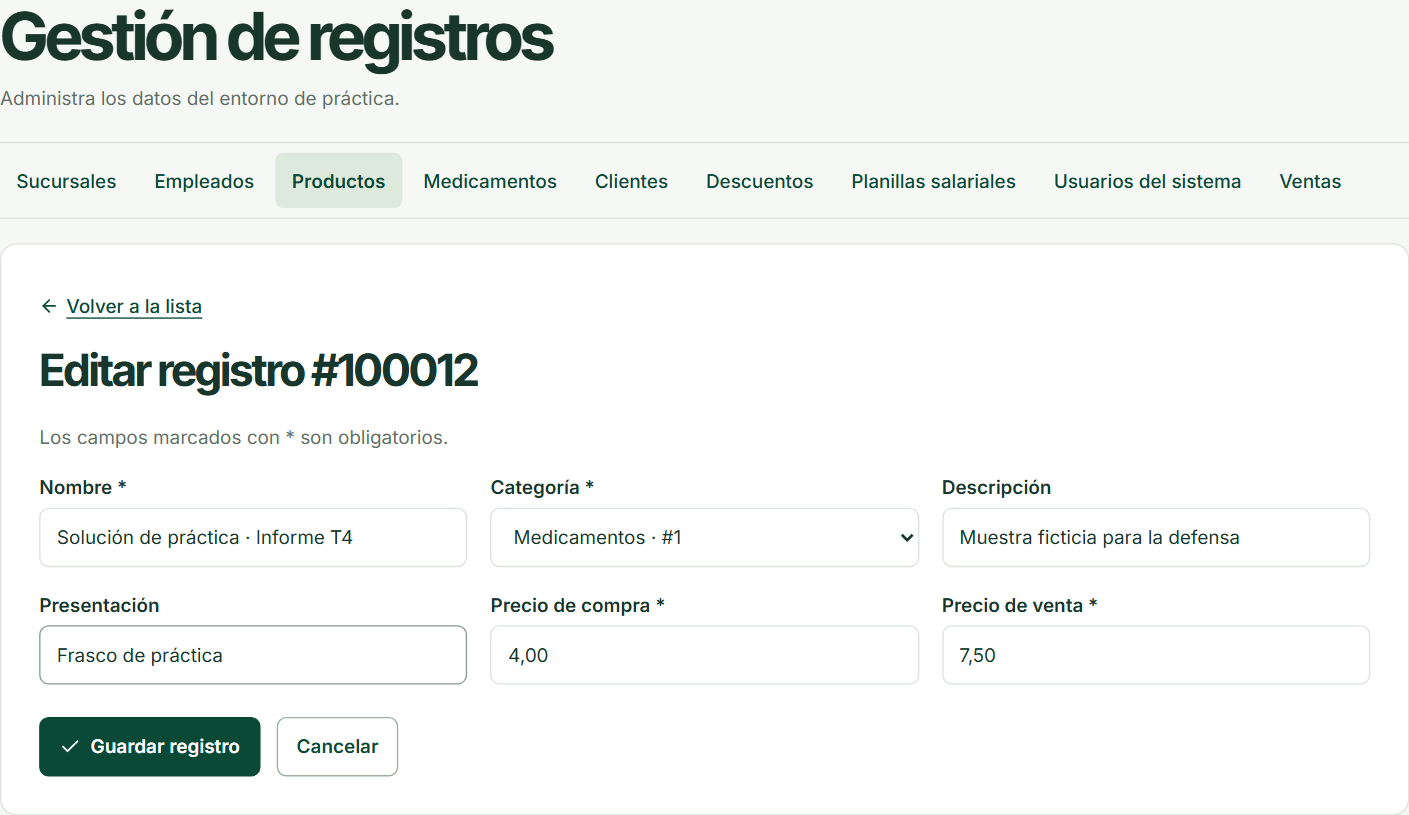 Gestión de registros
Administra los datos del entorno de práctica.
Sucursales Empleados Productos Medicamentos Clientes Descuentos Planillas salariales Usuarios del sistema Ventas
← Volver a la lista
Editar registro #100012
Los campos marcados con * son obligatorios.
Nombre * Categoría * Descripción
Solución de práctica · Informe T4 Medicamentos · #1 Muestra ficticia para la defensa
Presentación Precio de compra * Precio de venta *
Frasco de práctica 4,00 7,50
✓ Guardar registro Cancelar